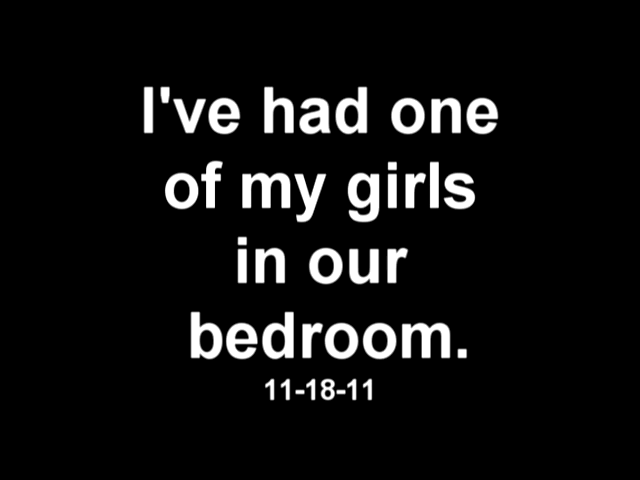 I've had one
of my girls
in our
bedroom.
11-18-11